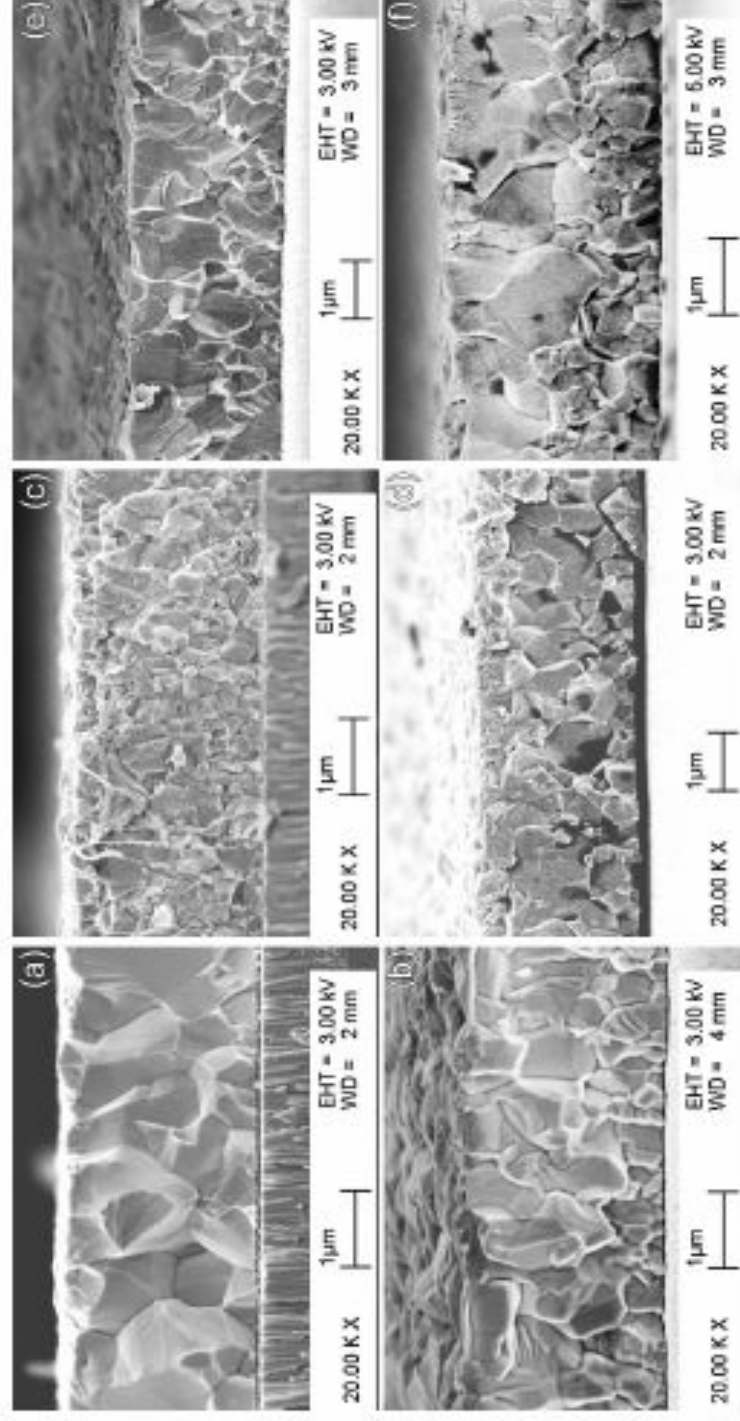 (a)
20.00 K X 1µm EHT = 3.00 kV
WD = 2 mm
(c)
20.00 K X 1µm EHT = 3.00 kV
WD = 2 mm
(e)
20.00 K X 1µm EHT = 3.00 kV
WD = 3 mm
(b)
20.00 K X 1µm EHT = 3.00 kV
WD = 4 mm
(d)
20.00 K X 1µm EHT = 3.00 kV
WD = 2 mm
(f)
20.00 K X 1µm EHT = 5.00 kV
WD = 3 mm